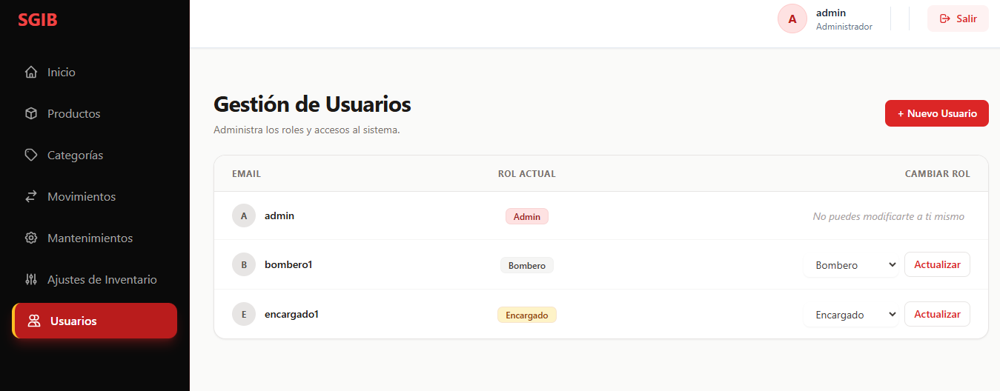 SGIB
admin
A
Administrador
Salir
Inicio
Productos
Categorías
Movimientos
Mantenimientos
Ajustes de Inventario
Usuarios
Gestión de Usuarios
Administra los roles y accesos al sistema.
+ Nuevo Usuario
EMAIL ROL ACTUAL CAMBIAR ROL
A admin Admin No puedes modificarte a ti mismo
B bombero1 Bombero Bombero Actualizar
E encargado1 Encargado Encargado Actualizar